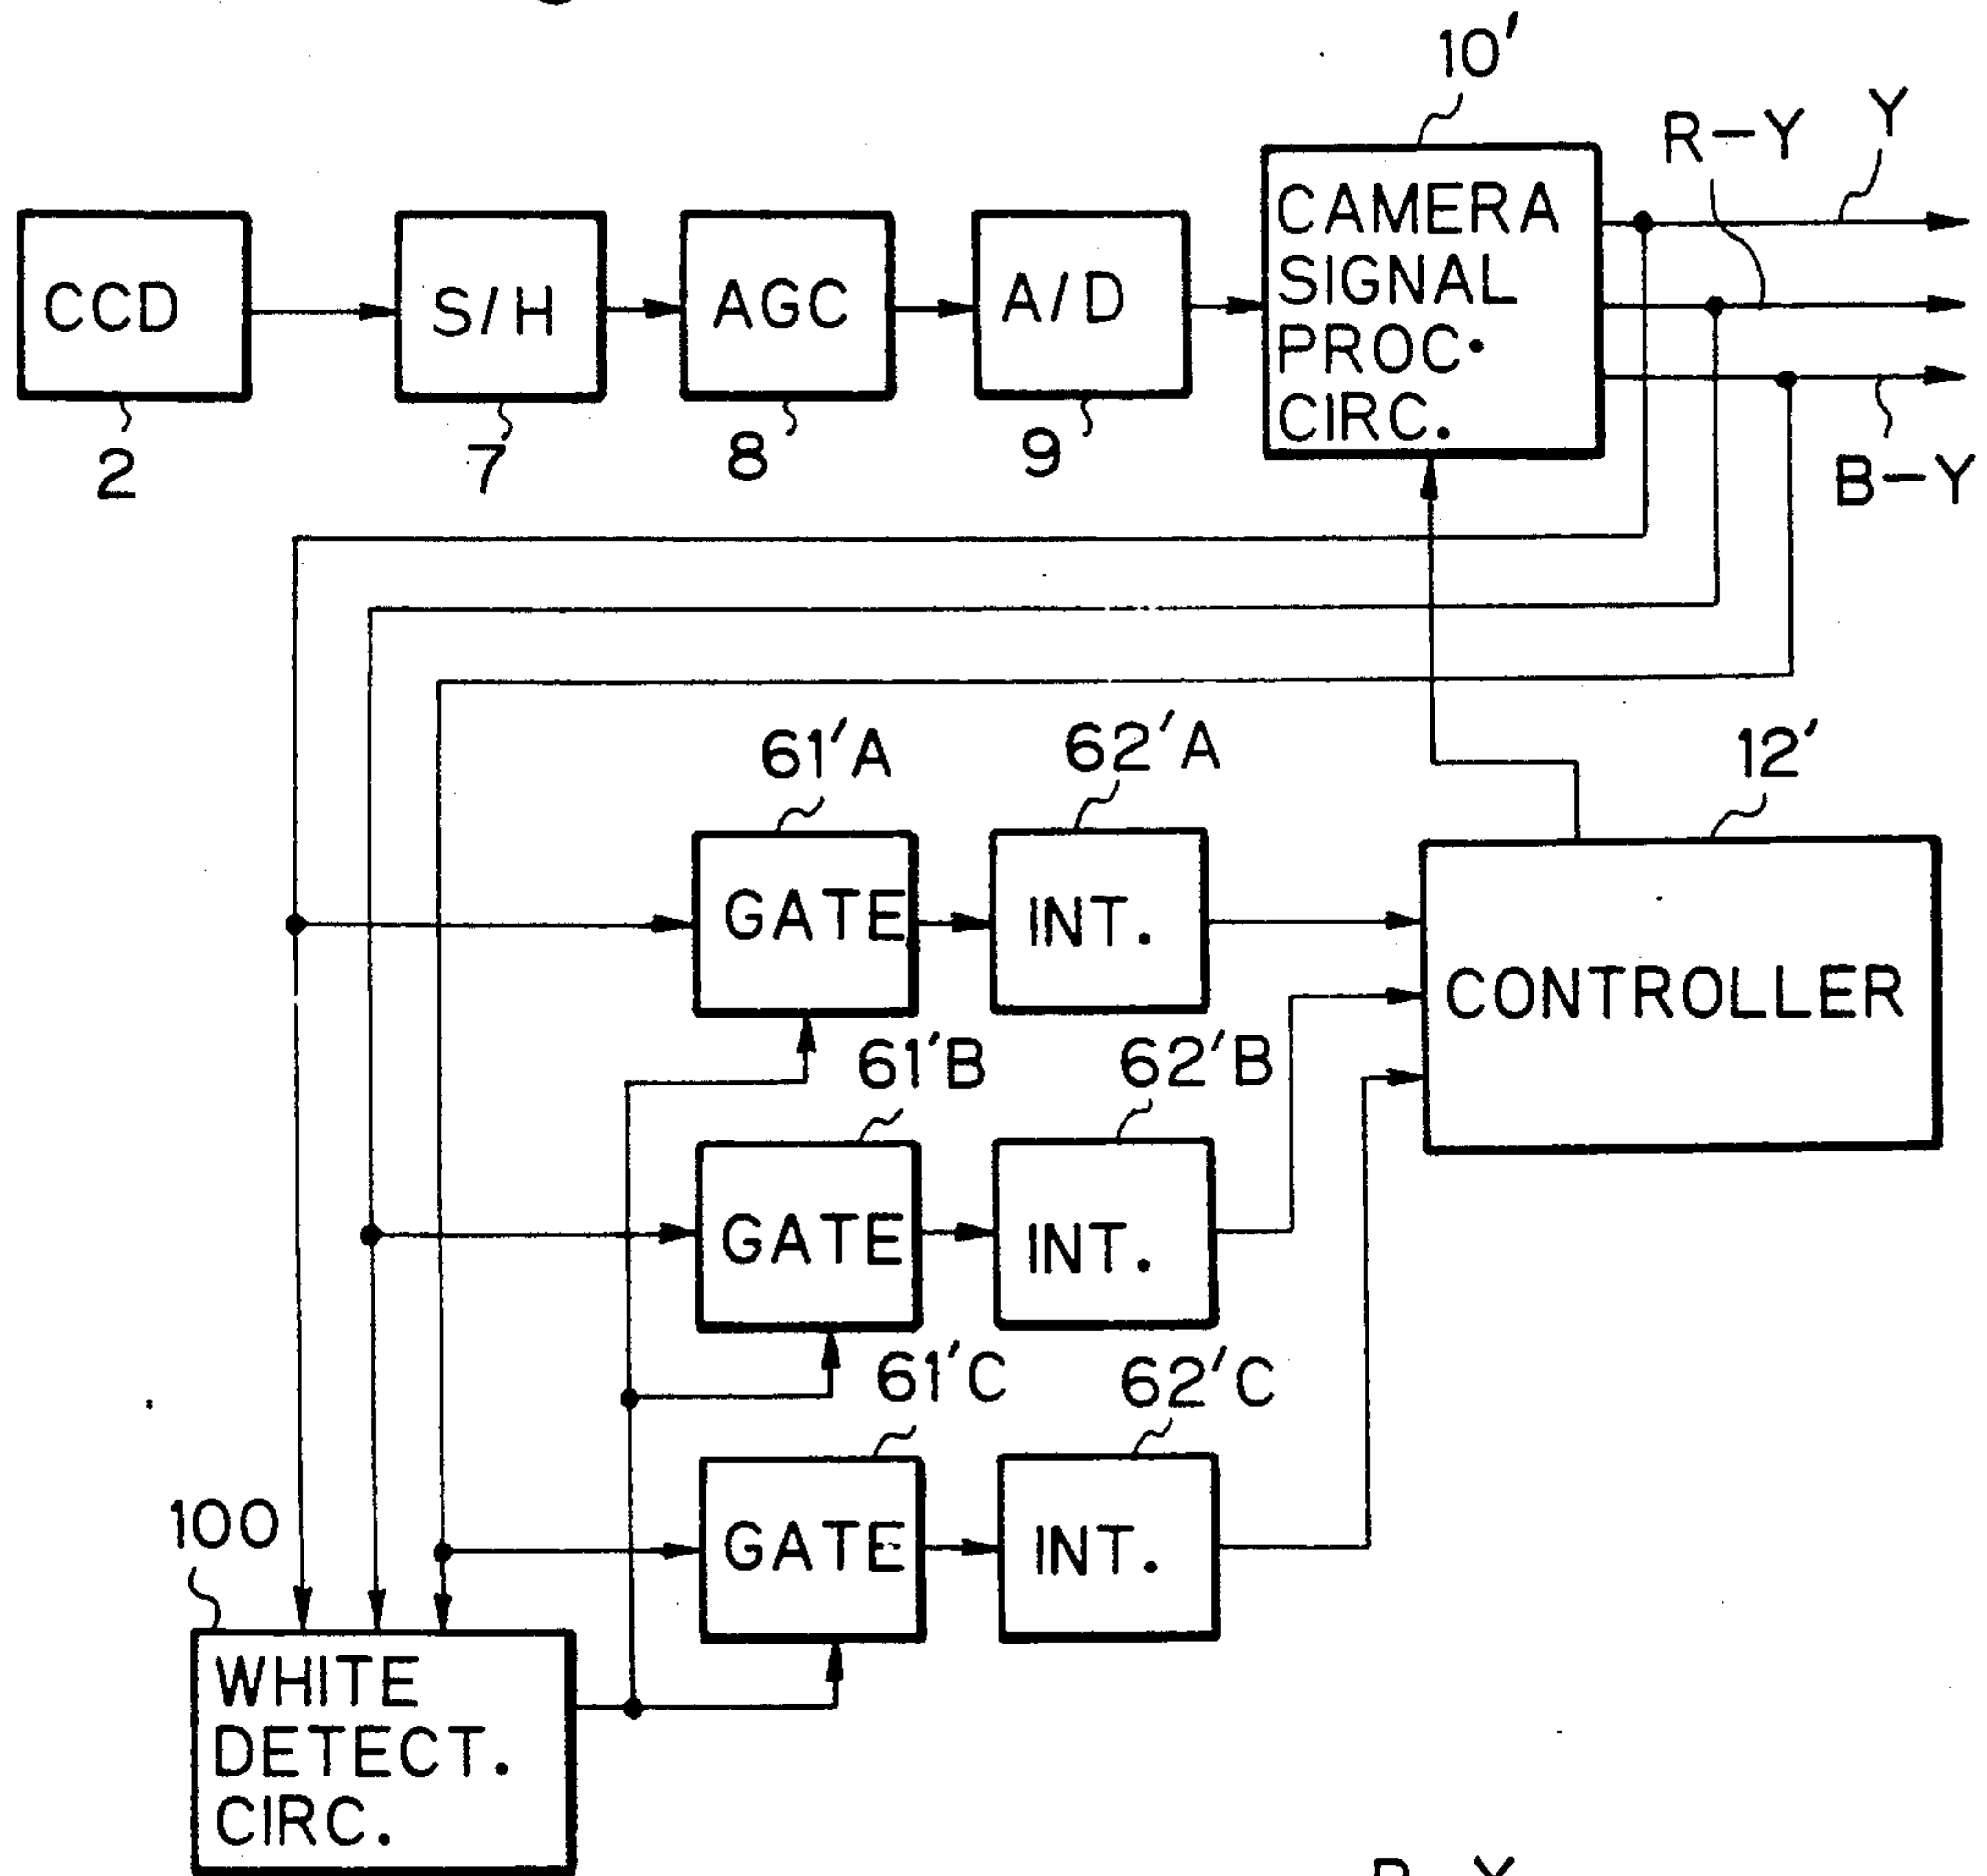 10'
R-Y
Y
CCD
S/H
AGC
A/D
CAMERA
SIGNAL
PROC.
CIRC.
2
7
8
9
B-Y
61'A
62'A
12'
GATE
INT.
CONTROLLER
61'B
62'B
GATE
INT.
61'C
62'C
GATE
INT.
100
WHITE
DETECT.
CIRC.